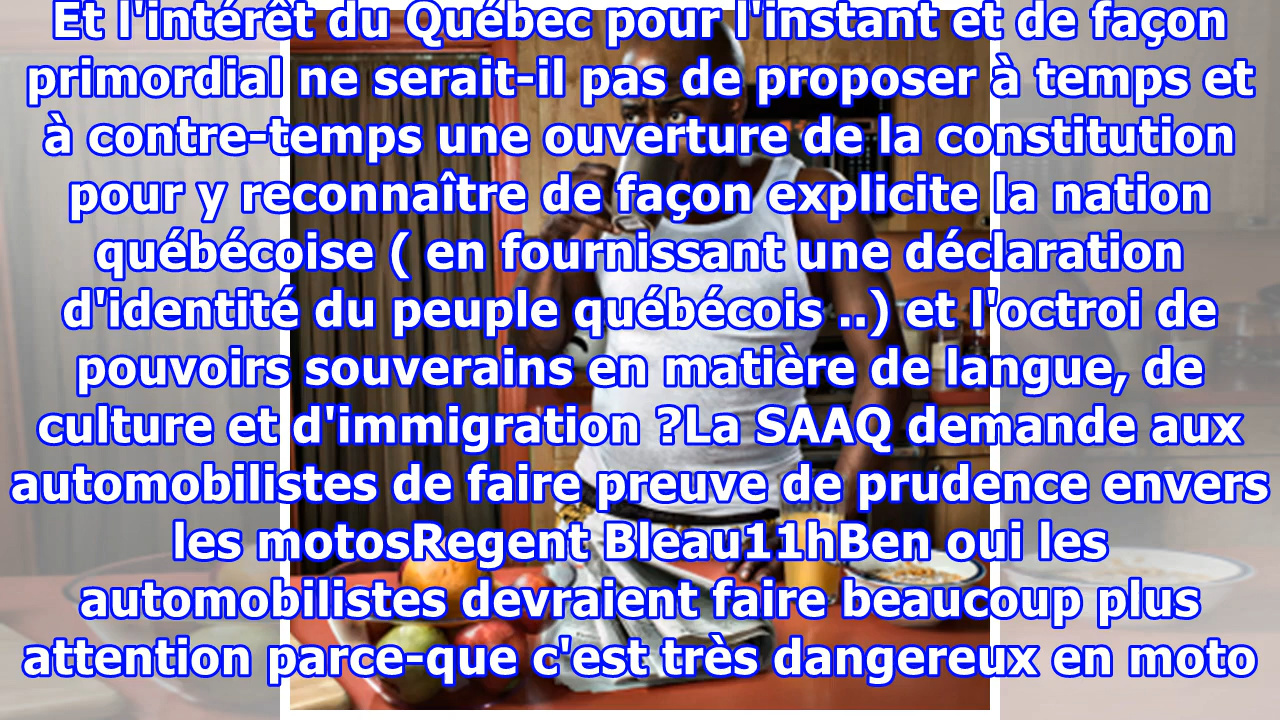 Et l'intérêt du Québec pour l'instant et de façon
primordial ne serait-il pas de proposer à temps et
à contre-temps une ouverture de la constitution
pour y reconnaître de façon explicite la nation
québécoise ( en fournissant une déclaration
d'identité du peuple québécois ..) et l'octroi de
pouvoirs souverains en matière de langue, de
culture et d'immigration ?La SAAQ demande aux
automobilistes de faire preuve de prudence envers
les motosRegent Bleau11hBen oui les
automobilistes devraient faire beaucoup plus
attention parce-que c'est très dangereux en moto